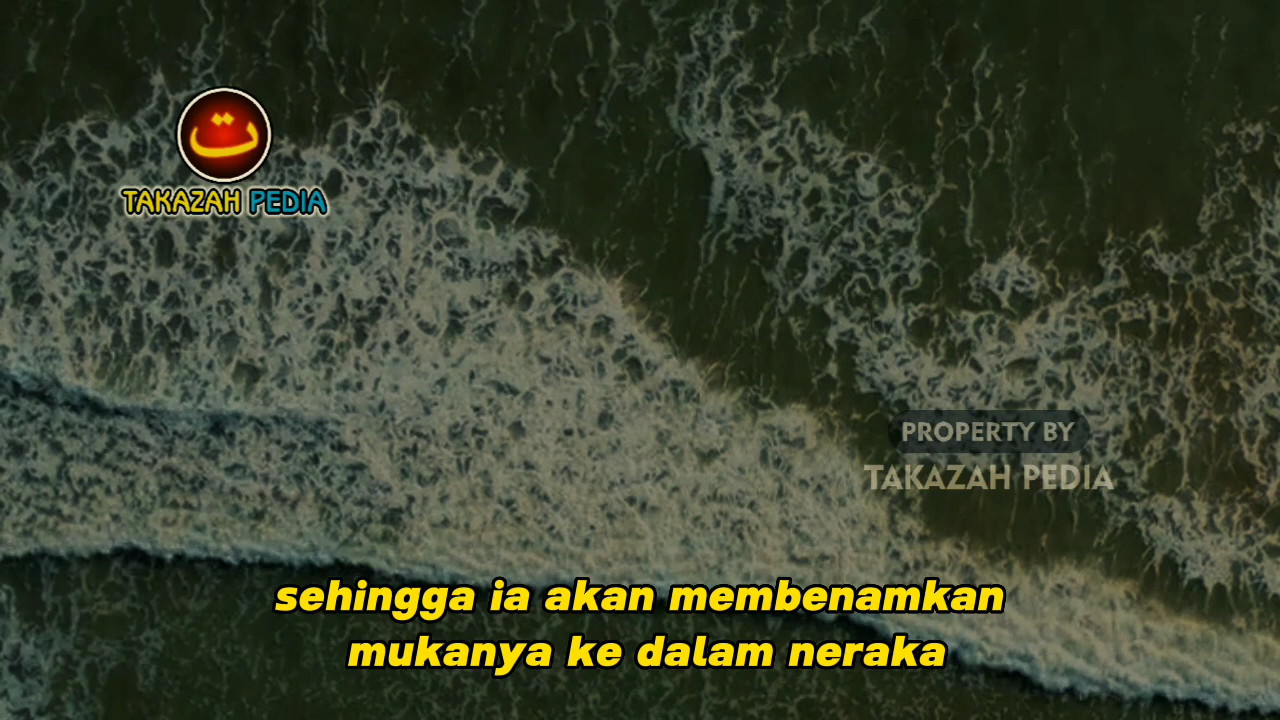 ت
TAKAZAH PEDIA
PROPERTY BY
TAKAZAH PEDIA
sehingga ia akan membenamkan
mukanya ke dalam neraka